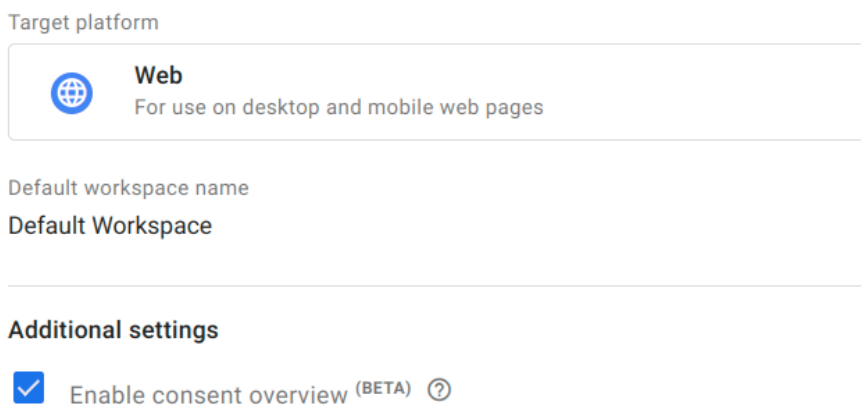 Target platform
Web
For use on desktop and mobile web pages
Default workspace name
Default Workspace
Additional settings
Enable consent overview (BETA) ?